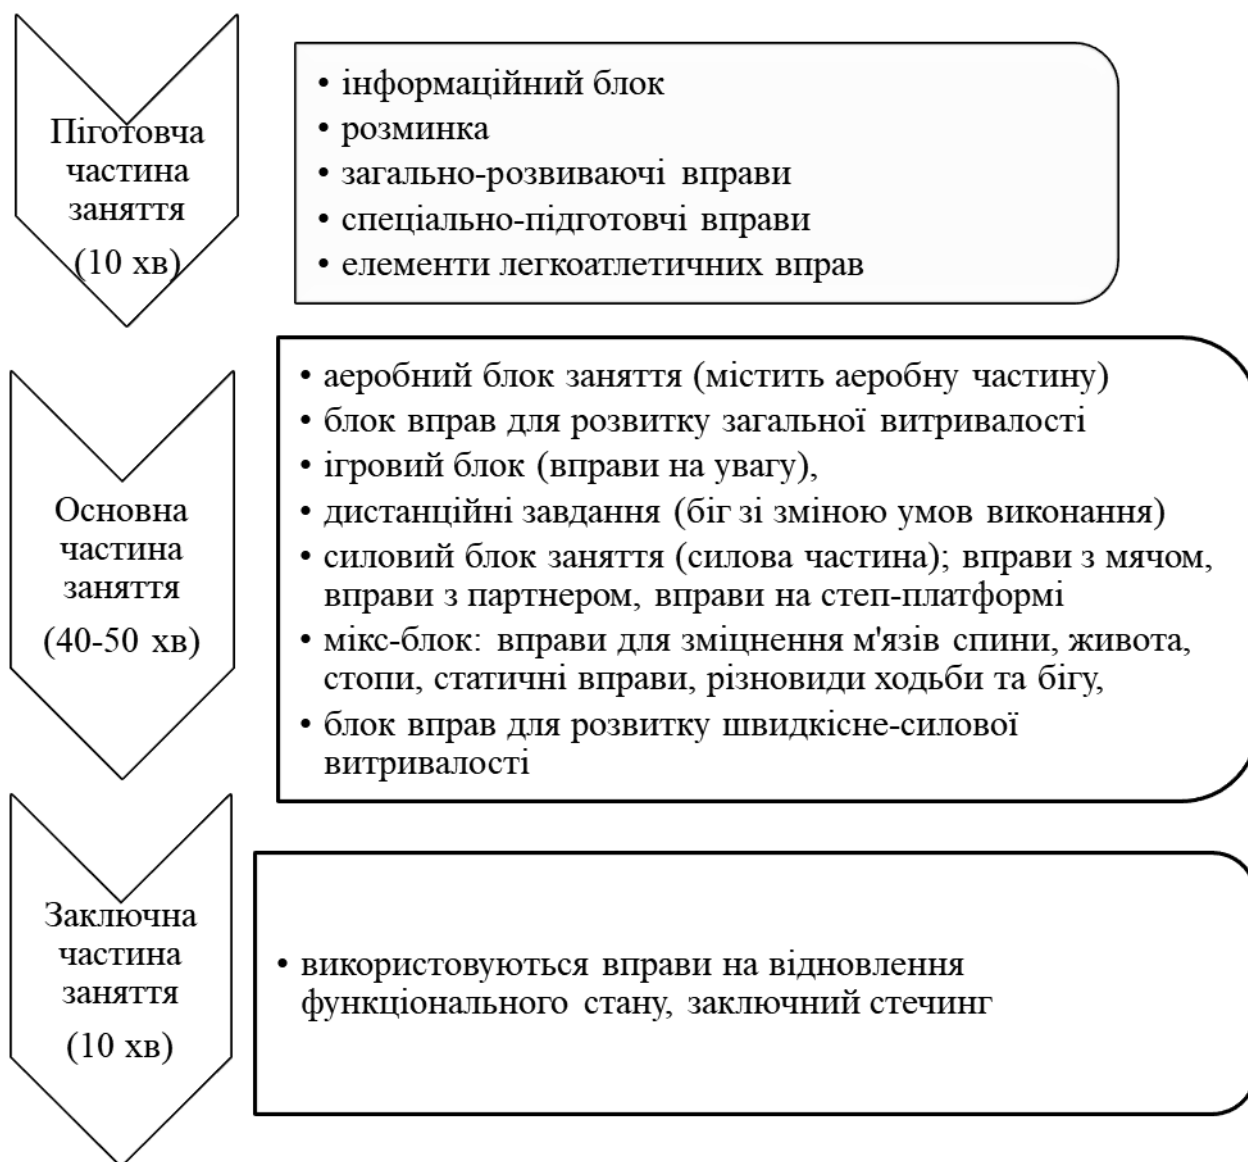 Піготовча
частина
заняття
(10 хв)
• інформаційний блок
• розминка
• загально-розвиваючі вправи
• спеціально-підготовчі вправи
• елементи легкоатлетичних вправ
Основна
частина
заняття
(40-50 хв)
• аеробний блок заняття (містить аеробну частину)
• блок вправ для розвитку загальної витривалості
• ігровий блок (вправи на увагу),
• дистанційні завдання (біг зі зміною умов виконання)
• силовий блок заняття (силова частина); вправи з мячом,
вправи з партнером, вправи на степ-платформі
• мікс-блок: вправи для зміцнення м'язів спини, живота,
стопи, статичні вправи, різновиди ходьби та бігу,
• блок вправ для розвитку швидкісне-силової
витривалості
Заключна
частина
заняття
(10 хв)
• використовуються вправи на відновлення
функціонального стану, заключний стечинг